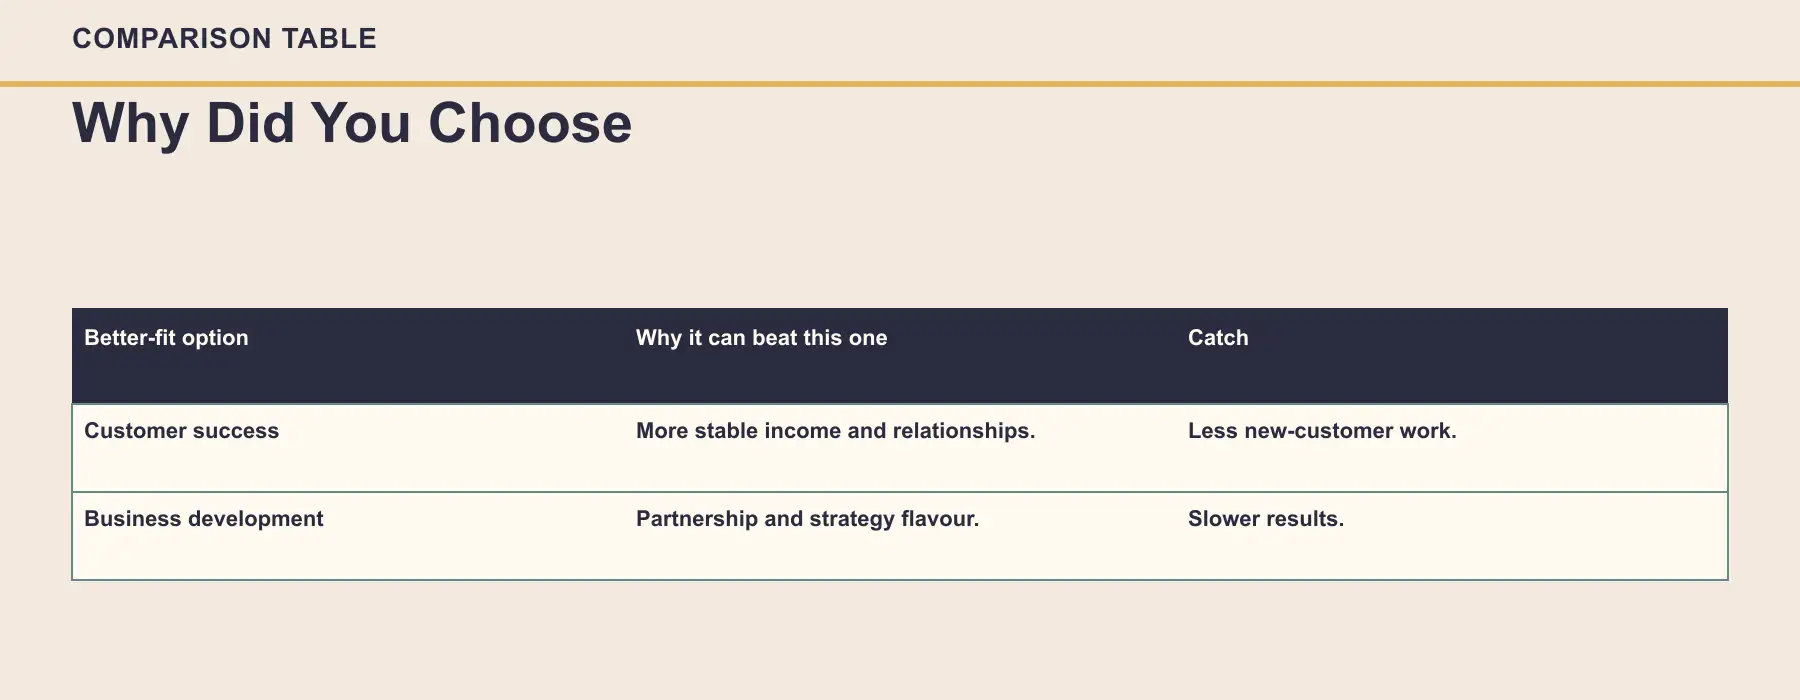 COMPARISON TABLE
Why Did You Choose
Better-fit option Why it can beat this one Catch
Customer success More stable income and relationships. Less new-customer work.
Business development Partnership and strategy flavour. Slower results.